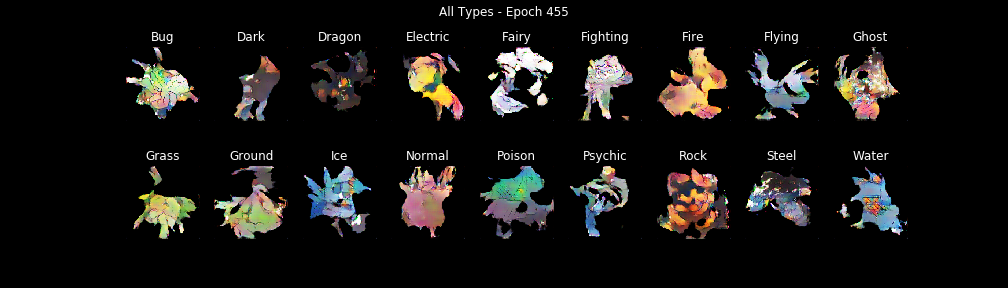 All Types - Epoch 455
Bug Dark Dragon Electric Fairy Fighting Fire Flying Ghost
Grass Ground Ice Normal Poison Psychic Rock Steel Water